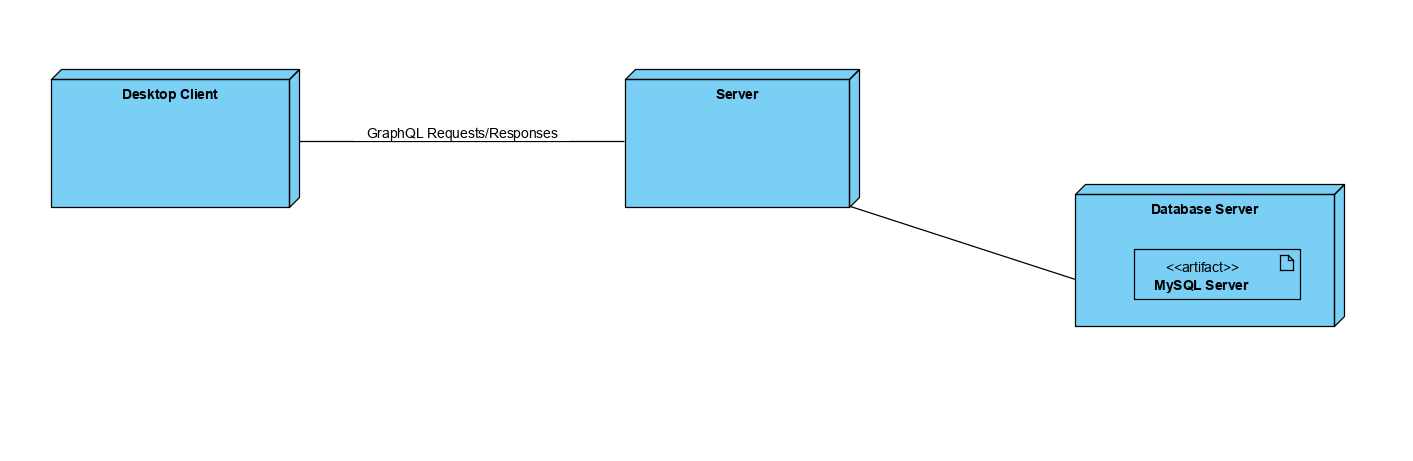 Desktop Client
GraphQL Requests/Responses
Server
Database Server
<<artifact>>
MySQL Server